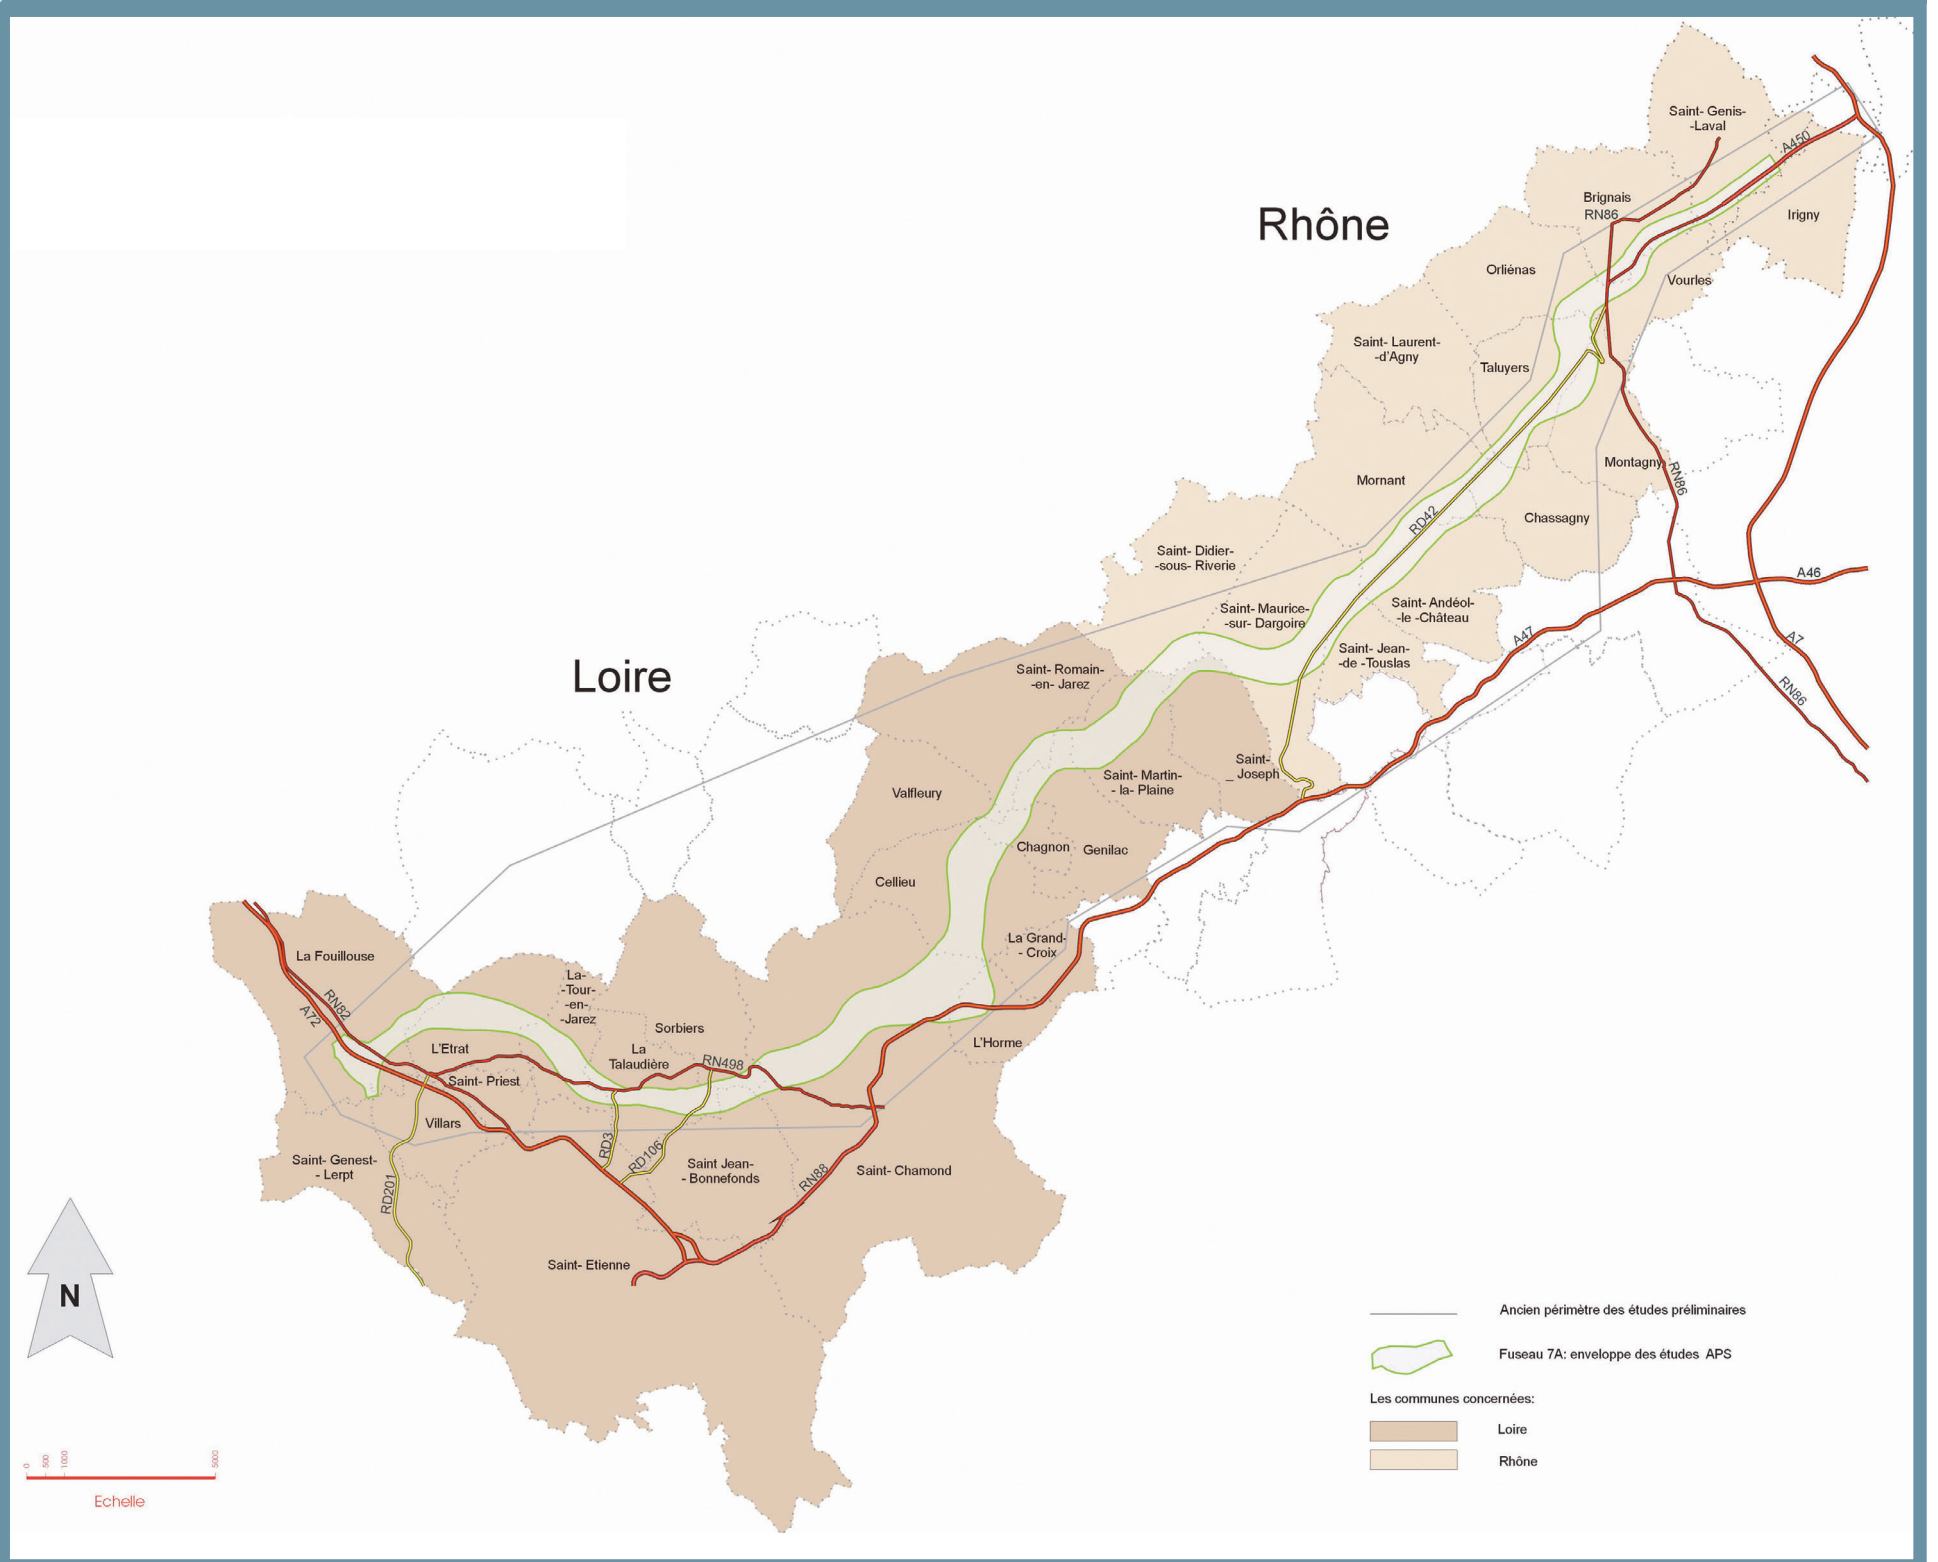 Saint- Genis-
-Laval
A450
Brignais
RN86
Irigny
Rhône
Orliénas
Vourles
Saint- Laurent-
-d'Agny
Taluyers
Montagny
RN86
Mornant
RD42
Chassagny
Saint- Didier-
-sous- Riverie
A46
Saint- Maurice-
-sur- Dargoire
Saint- Andéol-
-le -Château
A47
A7
Saint- Jean-
-de -Touslas
Loire
Saint- Romain-
-en- Jarez
RN86
Saint-
_ Joseph
Saint- Martin-
- la- Plaine
Valfleury
Chagnon
Genilac
Cellieu
La Grand-
- Croix
La Fouillouse
La-
-Tour-
-en-
-Jarez
RN82
A72
Sorbiers
L'Horme
L'Etrat
La
Talaudière
RN498
Saint- Priest
Villars
RD3
RD106
Saint- Genest-
- Lerpt
Saint Jean-
- Bonnefonds
RN88
Saint- Chamond
RD201
Saint- Etienne
N
Ancien périmètre des études préliminaires
Fuseau 7A: enveloppe des études APS
Les communes concernées:
Loire
Rhône
0 500 1000 5000
Echelle